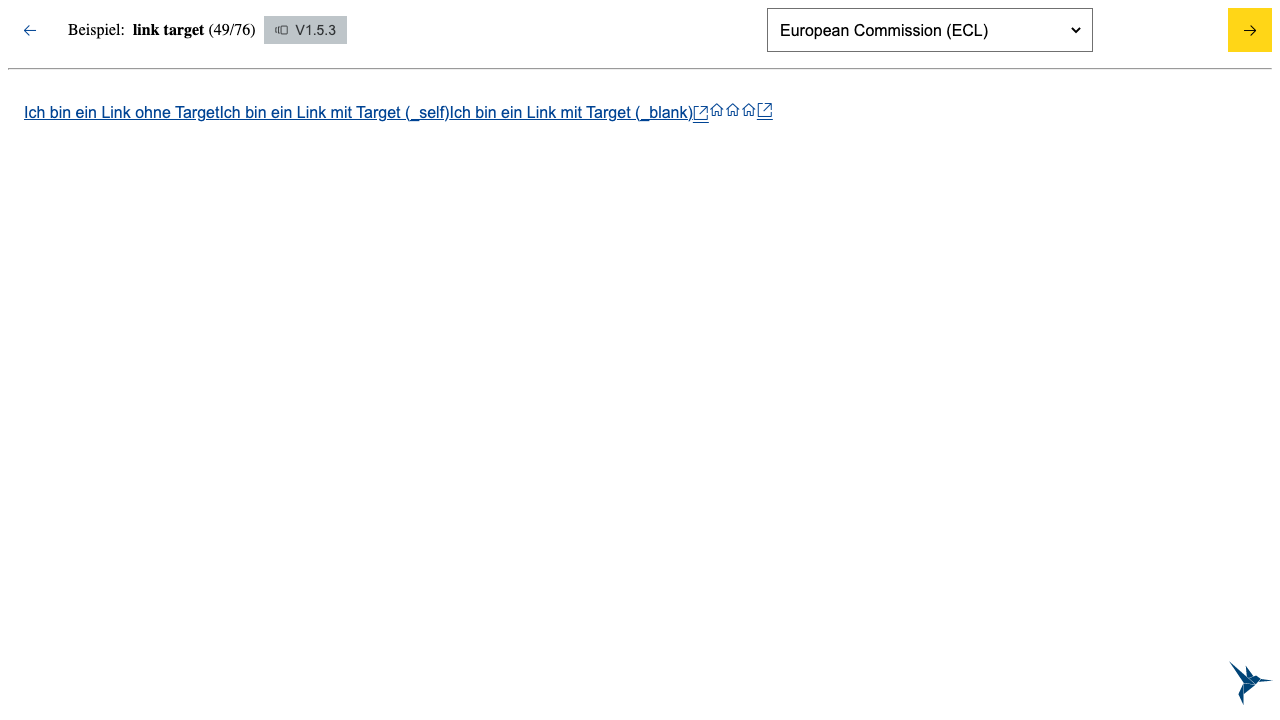 Beispiel: link target (49/76) V1.5.3 European Commission (ECL)
Ich bin ein Link ohne TargetIch bin ein Link mit Target (_self)Ich bin ein Link mit Target (_blank)